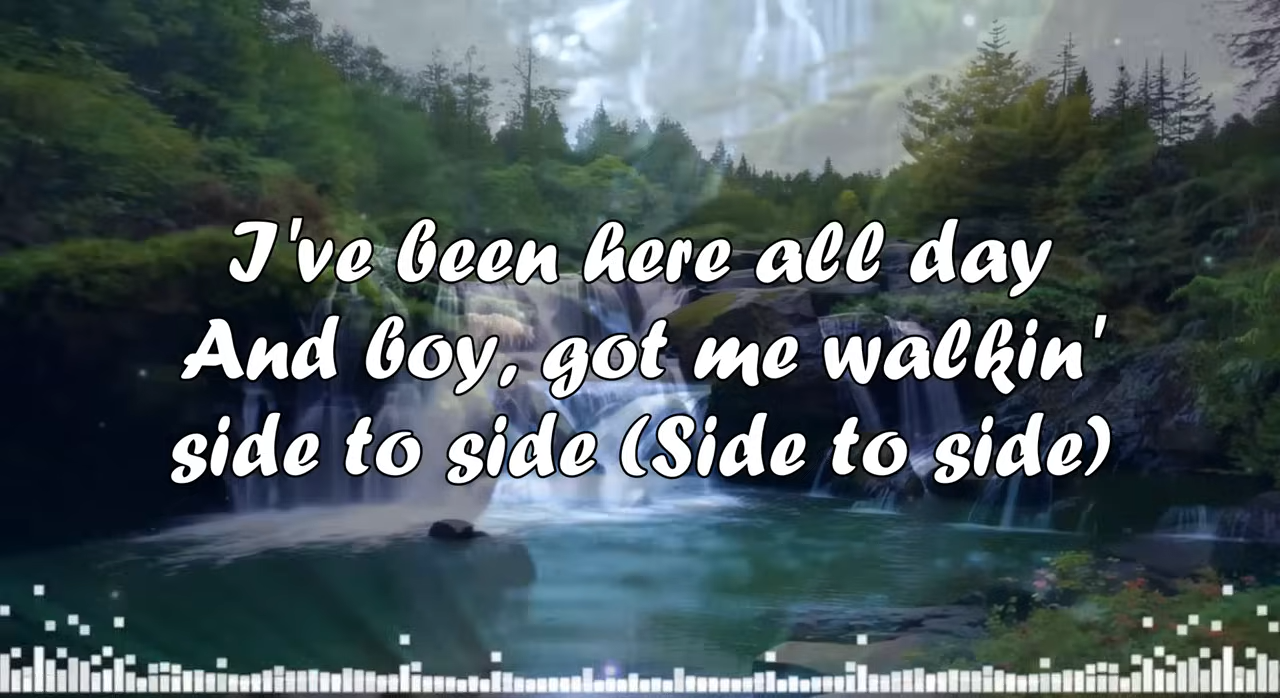 I've been here all day
And boy, got me walkin'
side to side (Side to side)